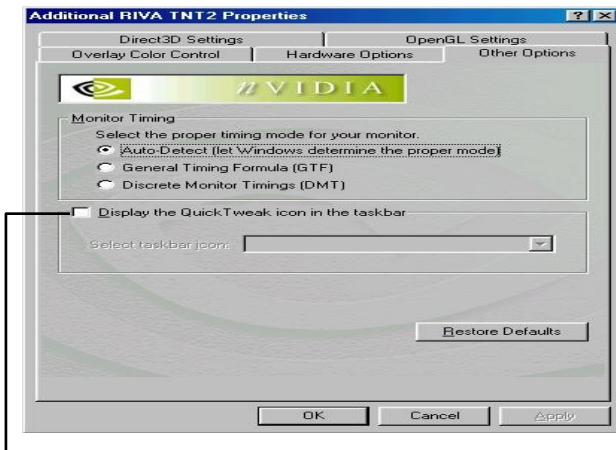 Additional RIVA TNT2 Properties
Direct3D Settings
OpenGL Settings
Overlay Color Control
Hardware Options
Other Options
nVIDIA
Monitor Timing
Select the proper timing mode for your monitor.
Auto-Detect (let Windows determine the proper mode)
General Timing Formula (GTF)
Discrete Monitor Timings (DMT)
Display the QuickTweak icon in the taskbar
Select taskbar icon:
Restore Defaults
OK
Cancel
Apply